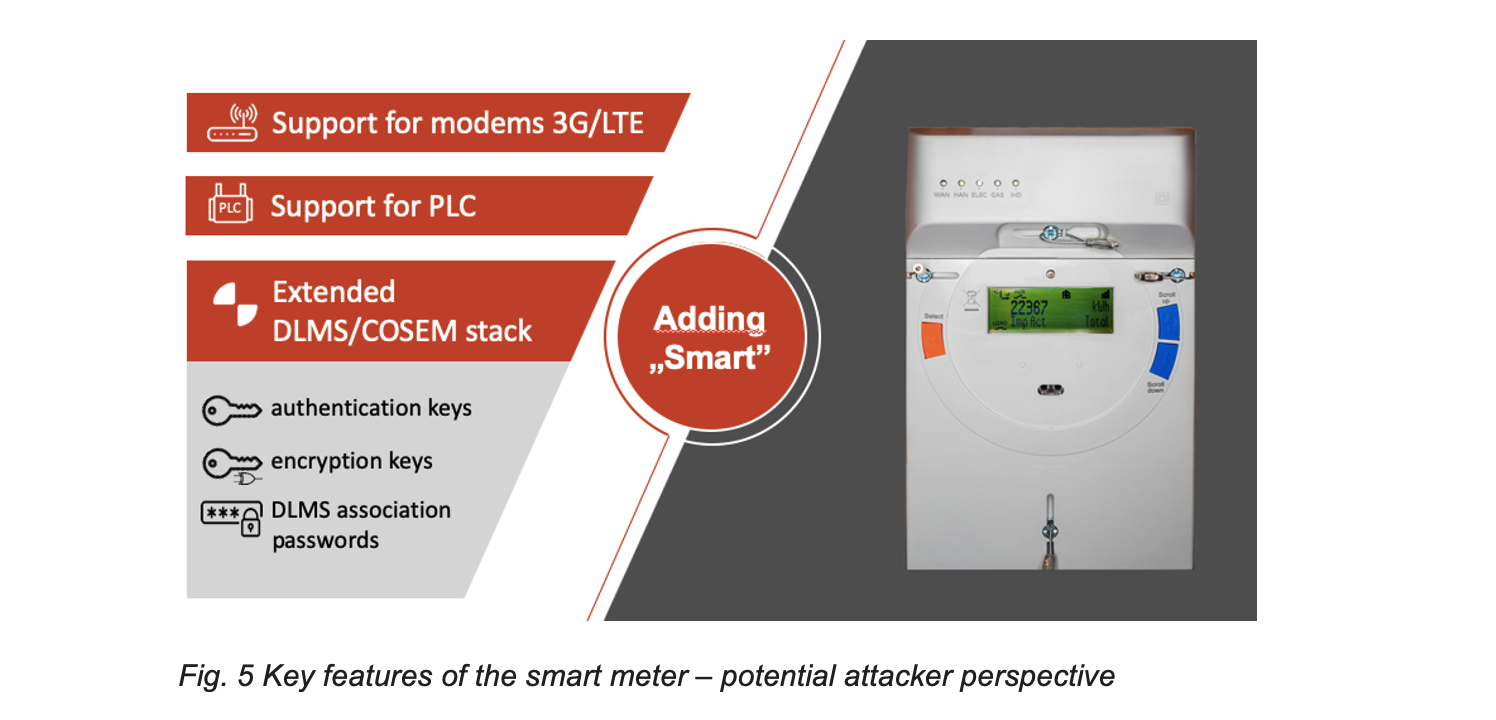 Support for modems 3G/LTE
PLC
Support for PLC
Extended
DLMS/COSEM stack
authentication keys
encryption keys
***
DLMS association
passwords
Adding
„Smart”
WAN HAN ELEC GAS IHD
Scroll
up
22367 kWh
Imp Act Total
Select
Scroll
down
Fig. 5 Key features of the smart meter – potential attacker perspective